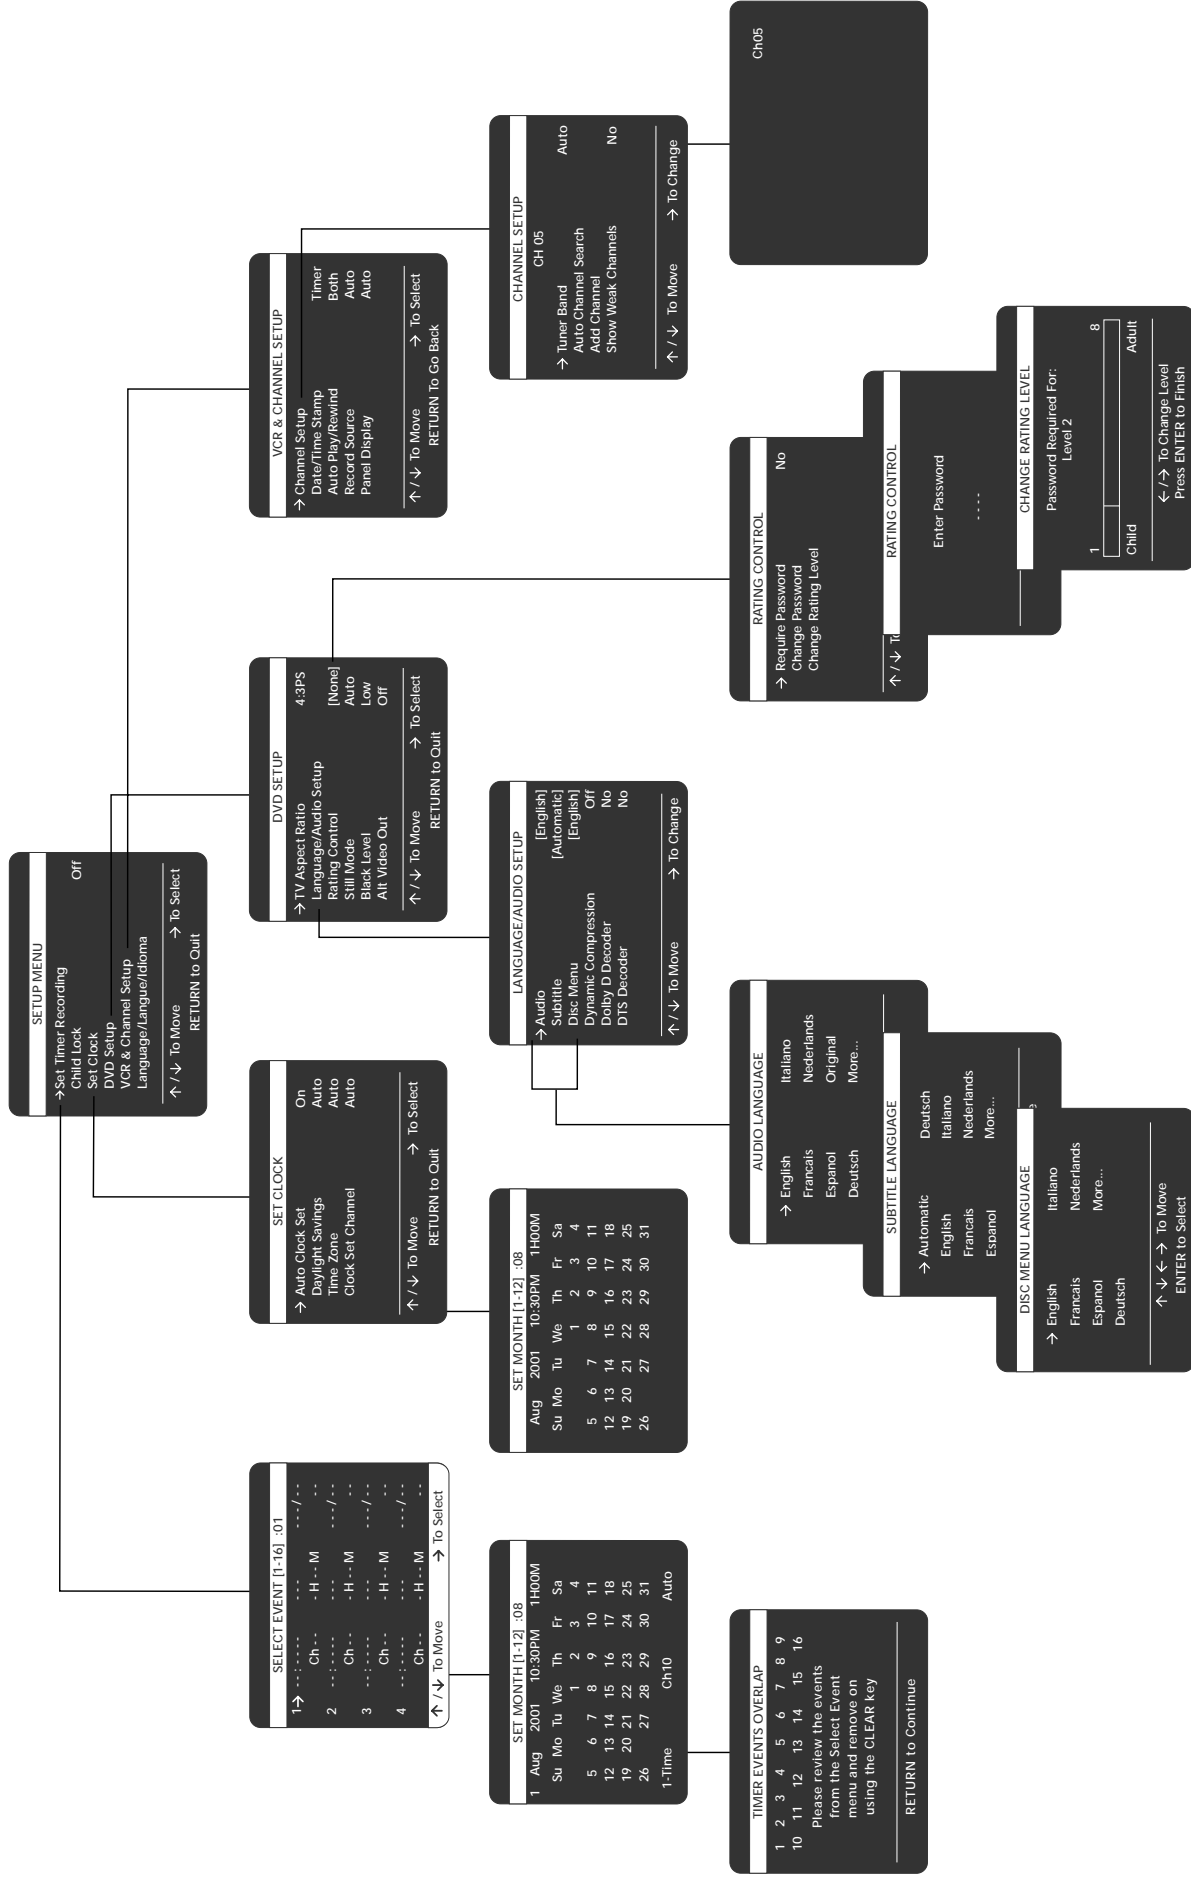 SETUP MENU
→Set Timer Recording
Child Lock Off
Set Clock
DVD Setup
VCR & Channel Setup
Language/Langue/Idioma
↑/↓ To Move → To Select
RETURN to Quit
SELECT EVENT [1-16] :01
1→ --:---- --- ---/--
Ch-- -H--M --
2 --:---- --- ---/--
Ch-- -H--M --
3 --:---- --- ---/--
Ch-- -H--M --
4 --:---- --- ---/--
Ch-- -H--M --
↑/↓ To Move → To Select
SET CLOCK
→ Auto Clock Set On
Daylight Savings Auto
Time Zone Auto
Clock Set Channel Auto
↑/↓ To Move → To Select
RETURN to Quit
DVD SETUP
→TV Aspect Ratio 4:3PS
Language/Audio Setup
Rating Control [None]
Still Mode Auto
Black Level Low
Alt Video Out Off
↑/↓ To Move → To Select
RETURN to Quit
VCR & CHANNEL SETUP
→ Channel Setup
Date/Time Stamp Timer
Auto Play/Rewind Both
Record Source Auto
Panel Display Auto
↑/↓ To Move → To Select
RETURN To Go Back
SET MONTH [1-12] :08
1 Aug 2001 10:30PM 1H00M
Su Mo Tu We Th Fr Sa
1 2 3 4
5 6 7 8 9 10 11
12 13 14 15 16 17 18
19 20 21 22 23 24 25
26 27 28 29 30 31
1-Time Ch10 Auto
SET MONTH [1-12] :08
Aug 2001 10:30PM 1H00M
Su Mo Tu We Th Fr Sa
1 2 3 4
5 6 7 8 9 10 11
12 13 14 15 16 17 18
19 20 21 22 23 24 25
26 27 28 29 30 31
LANGUAGE/AUDIO SETUP
→Audio [English]
Subtitle [Automatic]
Disc Menu [English]
Dynamic Compression Off
Dolby D Decoder No
DTS Decoder No
↑/↓ To Move → To Change
CHANNEL SETUP
CH 05
→ Tuner Band Auto
Auto Channel Search
Add Channel
Show Weak Channels No
↑/↓ To Move → To Change
TIMER EVENTS OVERLAP
1 2 3 4 5 6 7 8 9
10 11 12 13 14 15 16
Please review the events
from the Select Event
menu and remove on
using the CLEAR key
RETURN to Continue
AUDIO LANGUAGE
→ English Italiano
Francais Nederlands
Espanol Original
Deutsch More...
SUBTITLE LANGUAGE
→ Automatic Deutsch
English Italiano
Francais Nederlands
Espanol More...
DISC MENU LANGUAGE
→ English Italiano
Francais Nederlands
Espanol More...
Deutsch
↑ ↓ ← → To Move
ENTER to Select
RATING CONTROL
→ Require Password No
Change Password
Change Rating Level
↑/↓ To
RATING CONTROL
Enter Password
----
CHANGE RATING LEVEL
Password Required For:
Level 2
1 8
Child Adult
←/→ To Change Level
Press ENTER to Finish
Ch05